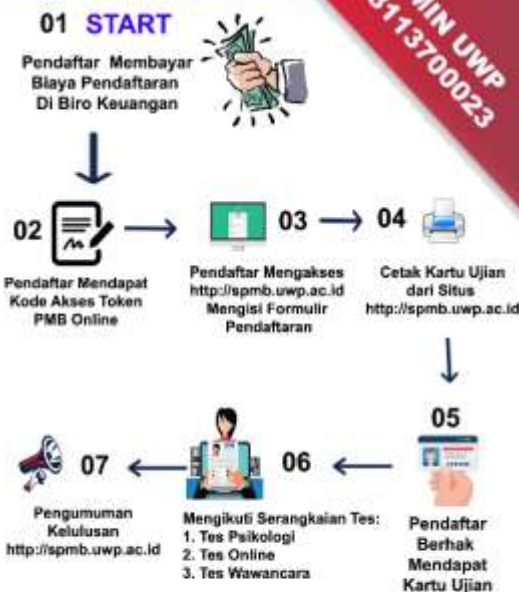 01 START
Pendaftar Membayar
Biaya Pendaftaran
Di Biro Keuangan
MIN UWP
8113700023
02
Pendaftar Mendapat
Kode Akses Token
PMB Online
03
Pendaftar Mengakses
http://spmb.uwp.ac.id
Mengisi Formulir
Pendaftaran
04
Cetak Kartu Ujian
dari Situs
http://spmb.uwp.ac.id
05
Pendaftar
Berhak
Mendapat
Kartu Ujian
06
Mengikuti Serangkaian Tes:
1. Tes Psikologi
2. Tes Online
3. Tes Wawancara
07
Pengumuman
Kelulusan
http://spmb.uwp.ac.id